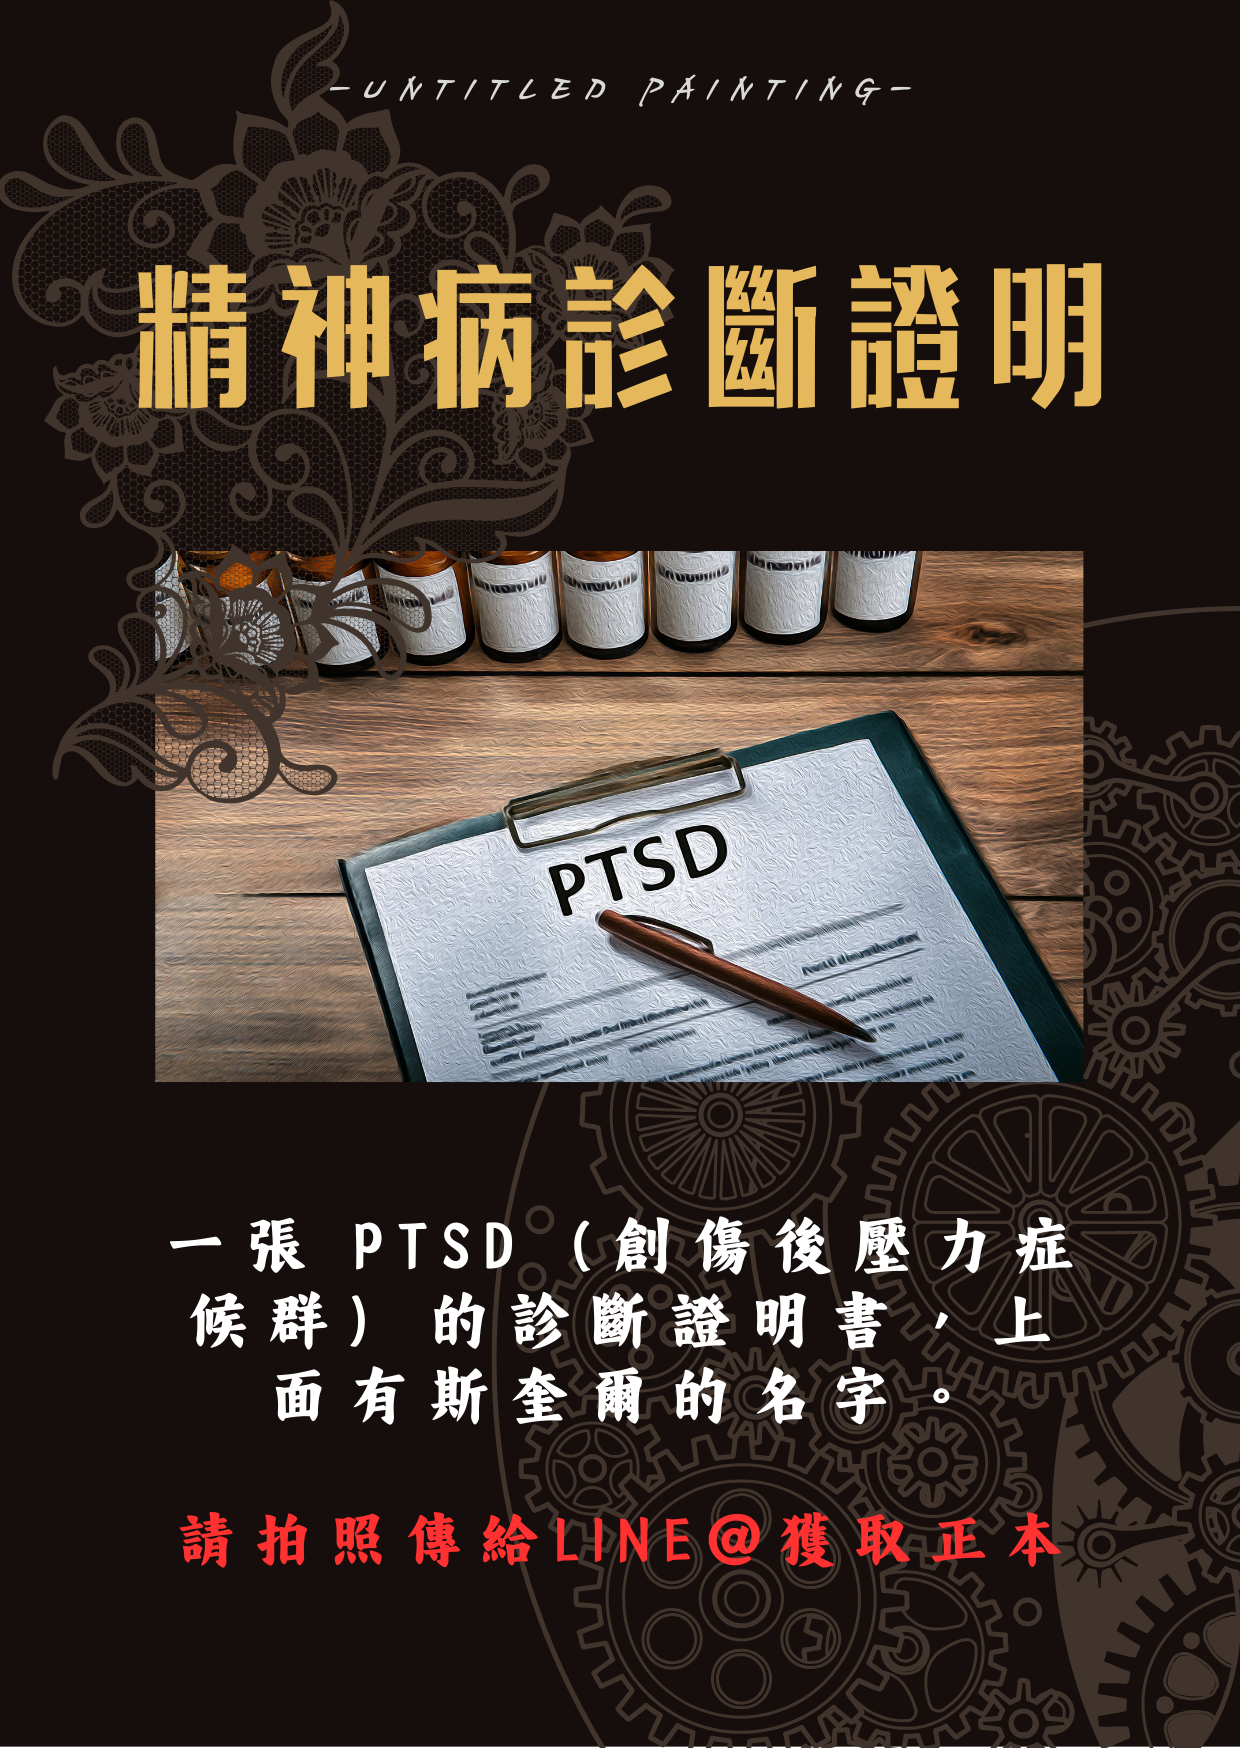 —UNTITLED PAINTING—
精神病診斷證明
PTSD
一張 PTSD（創傷後壓力症
候群）的診斷證明書，上
面有斯奎爾的名字。
請拍照傳給LINE@獲取正本